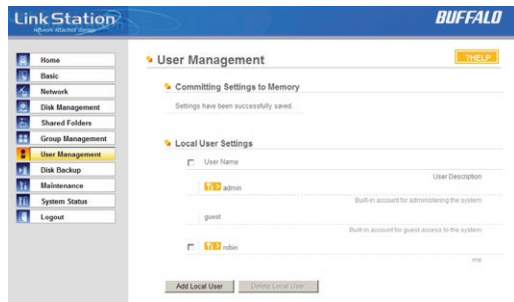 LinkStation
Network Attached Storage
BUFFALO
Home
Basic
Network
Disk Management
Shared Folders
Group Management
User Management
Disk Backup
Maintenance
System Status
Logout
User Management
?HELP
Committing Settings to Memory
Settings have been successfully saved.
Local User Settings
User Name
User Description
admin
Built-in account for administering the system
guest
Built-in account for guest access to the system
robin
me
Add Local User
Delete Local User